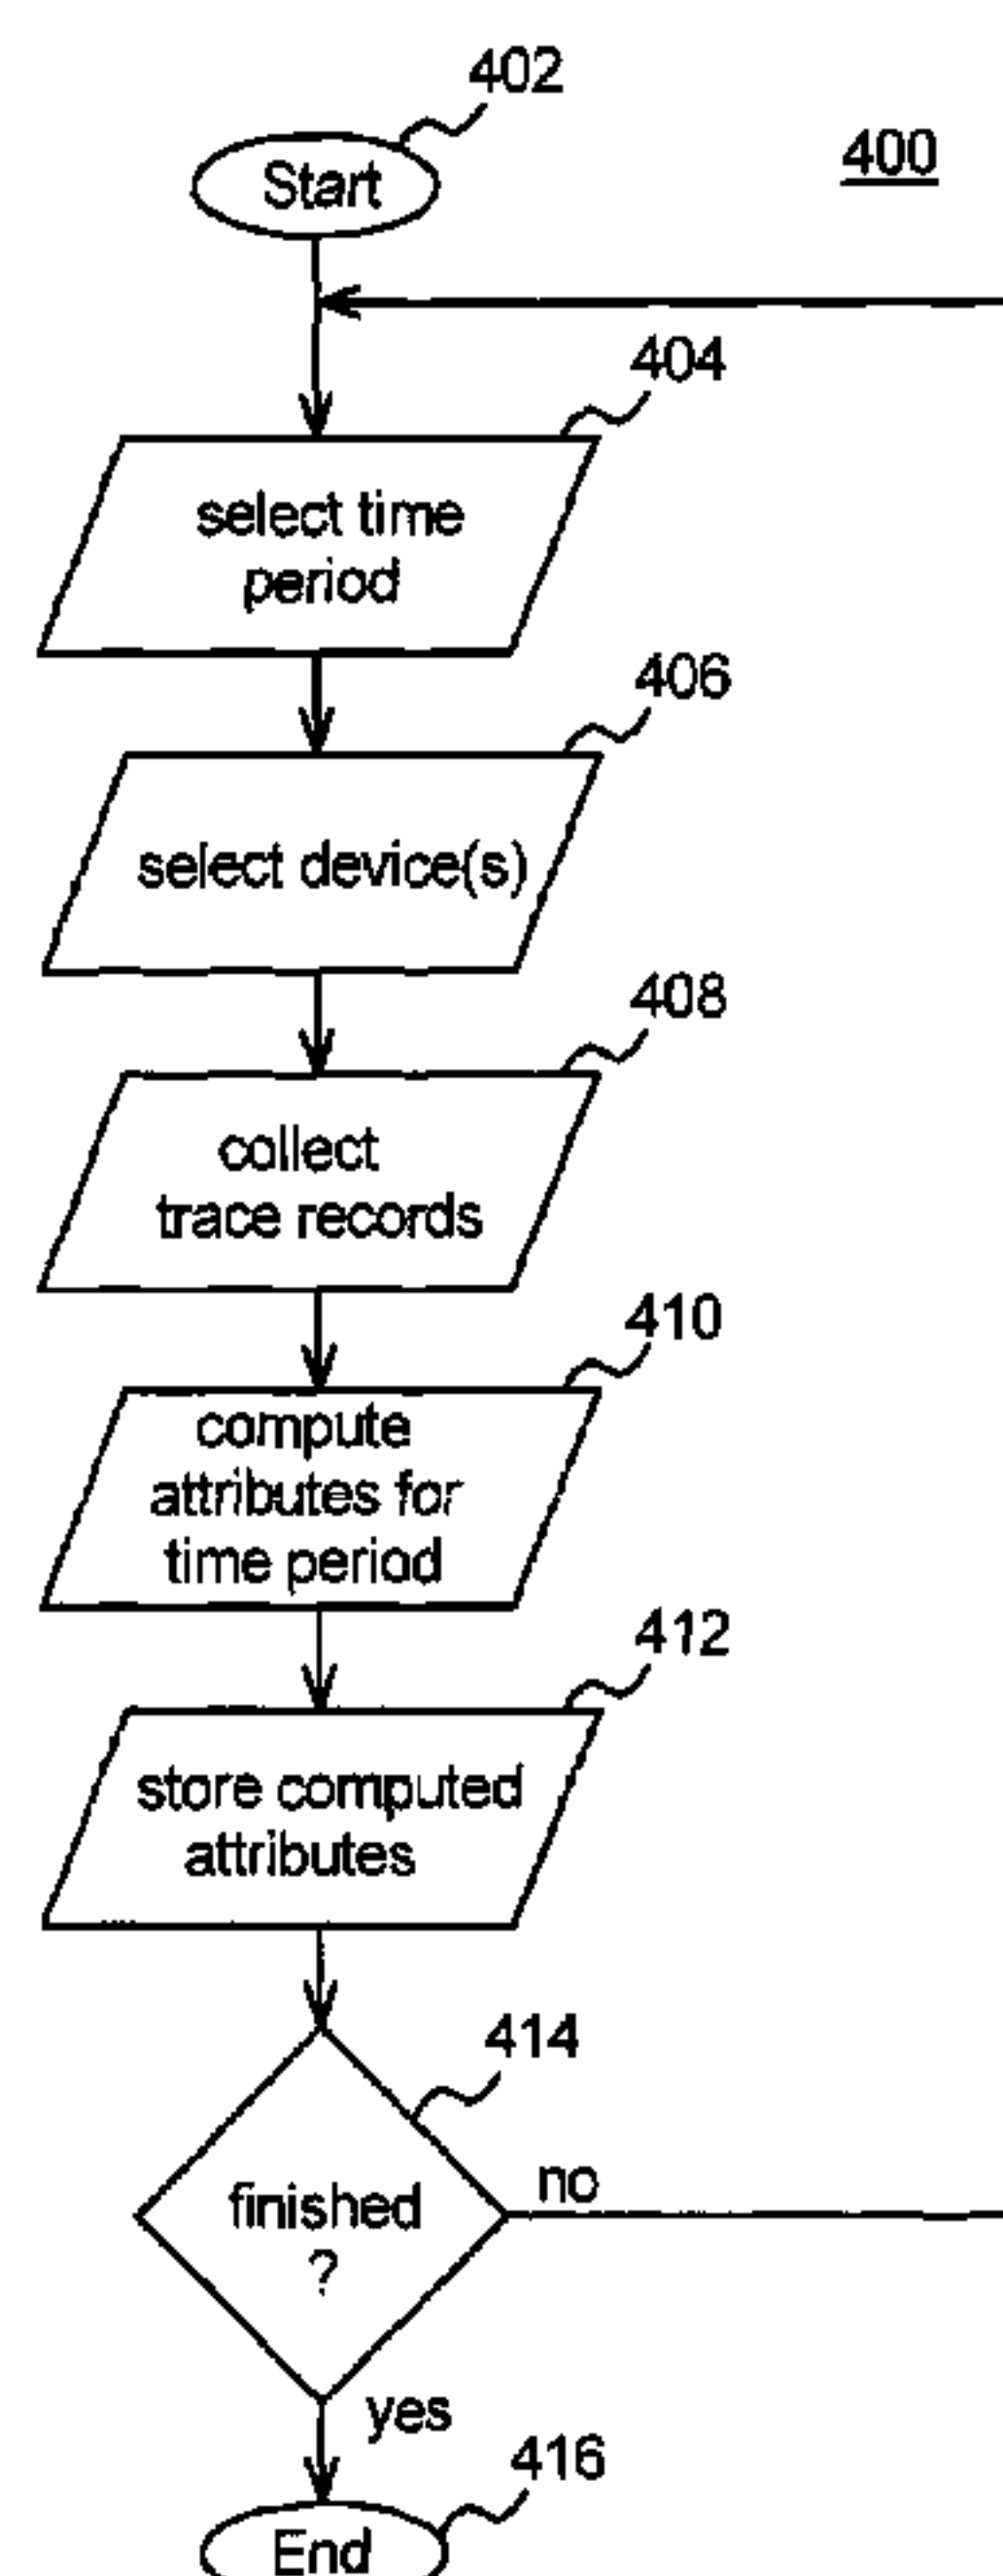 402
400
Start
404
select time
period
406
select device(s)
408
collect
trace records
410
compute
attributes for
time period
412
store computed
attributes
414
finished
?
no
yes
416
End